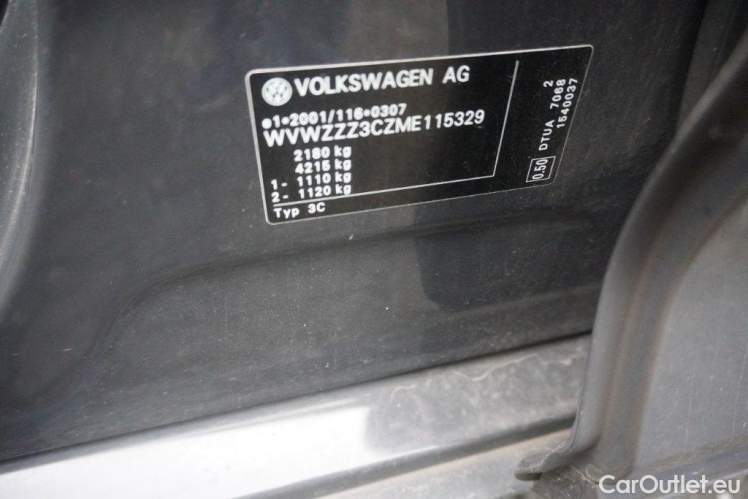 VOLKSWAGEN AG
e1*2001/116*0307
WVWZZZ3CZME115329
2180 kg
4215 kg
1- 1110 kg
2- 1120 kg
Typ 3C
0.50
DTUA 7068 2
1540037
CarOutlet.eu